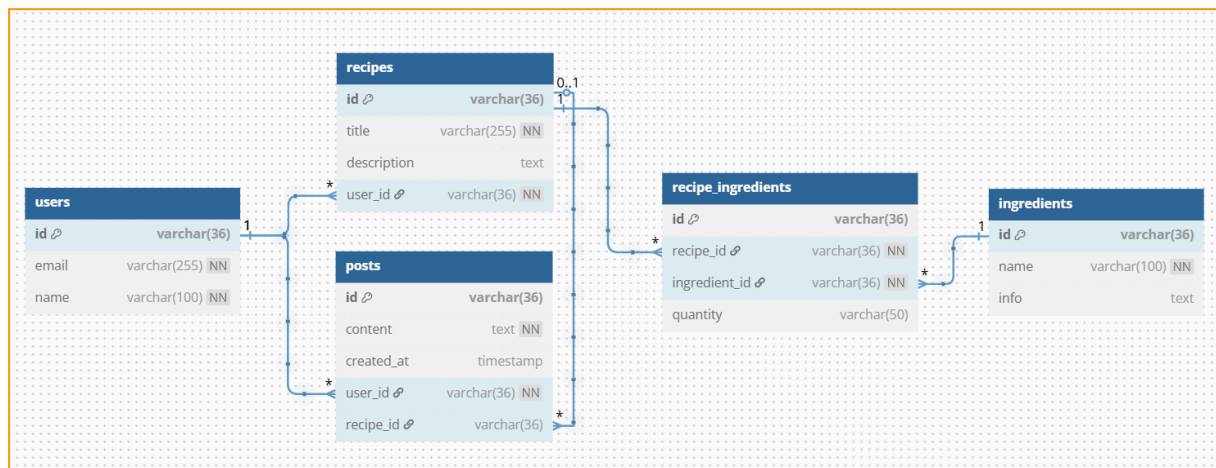 recipes
id varchar(36)
title varchar(255) NN
description text
user_id varchar(36) NN
0..1
1
*
users
id varchar(36)
email varchar(255) NN
name varchar(100) NN
1
posts
id varchar(36)
content text NN
created_at timestamp
user_id varchar(36) NN
recipe_id varchar(36)
*
*
recipe_ingredients
id varchar(36)
recipe_id varchar(36) NN
ingredient_id varchar(36) NN
quantity varchar(50)
*
*
ingredients
id varchar(36)
name varchar(100) NN
info text
1